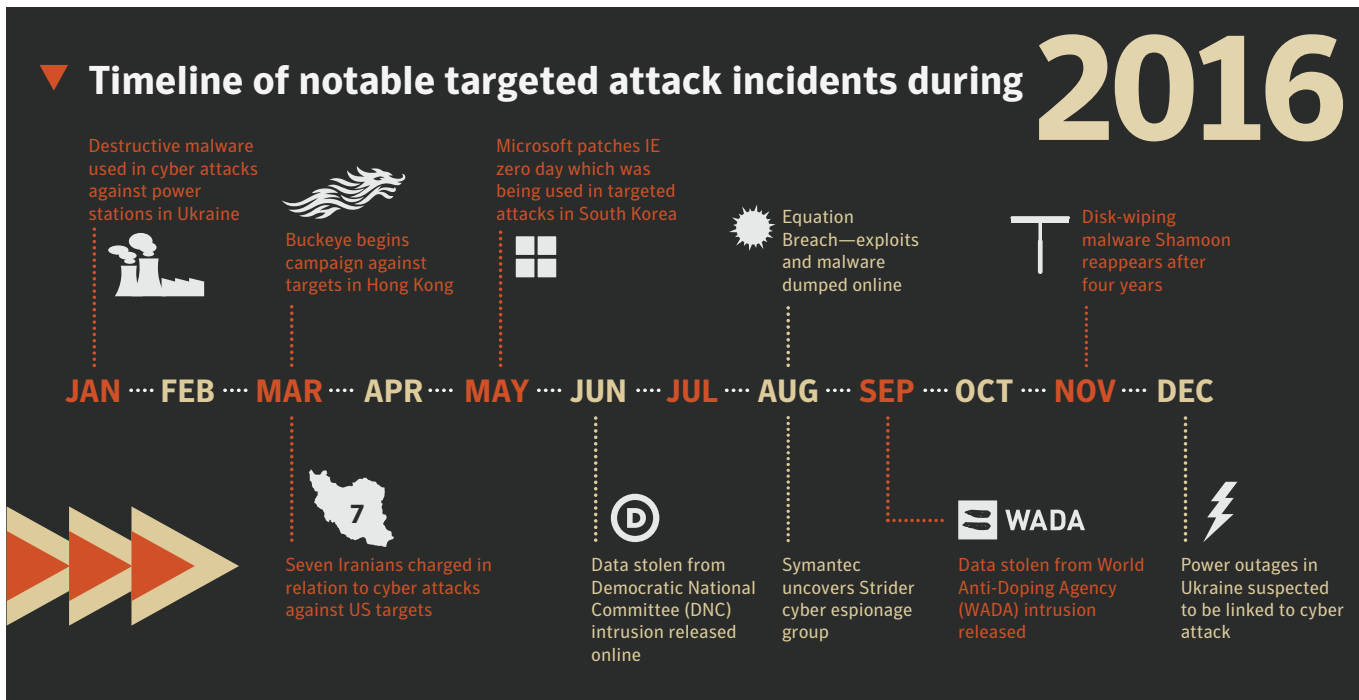 Timeline of notable targeted attack incidents during 2016
Destructive malware
used in cyber attacks
against power
stations in Ukraine
Buckeye begins
campaign against
targets in Hong Kong
Microsoft patches IE
zero day which was
being used in targeted
attacks in South Korea
Equation
Breach—exploits
and malware
dumped online
Disk-wiping
malware Shamoon
reappears after
four years
JAN FEB MAR APR MAY JUN JUL AUG SEP OCT NOV DEC
7
Seven Iranians charged in
relation to cyber attacks
against US targets
D
Data stolen from
Democratic National
Committee (DNC)
intrusion released
online
Symantec
uncovers Strider
cyber espionage
group
WADA
Data stolen from World
Anti-Doping Agency
(WADA) intrusion
released
Power outages in
Ukraine suspected
to be linked to cyber
attack